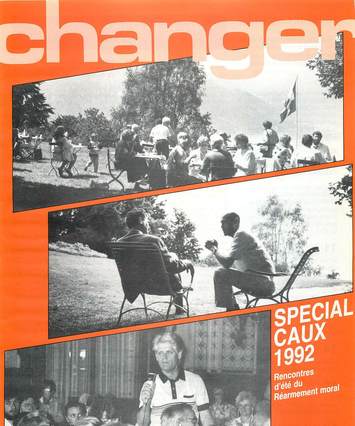 changer
SPECIAL
CAUX
1992
Rencontres
d'été du
Réarmement moral